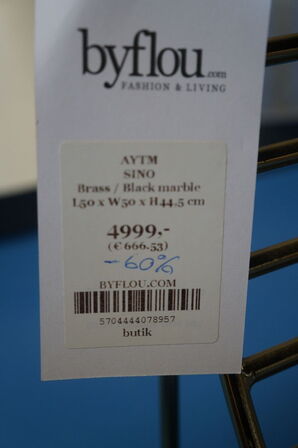 byflou.com
FASHION & LIVING
AYTM
SINO
Brass / Black marble
L50 x W50 x H44,5 cm
4999,-
(€ 666.53)
-60%
BYFLOU.COM
5704444078957
butik